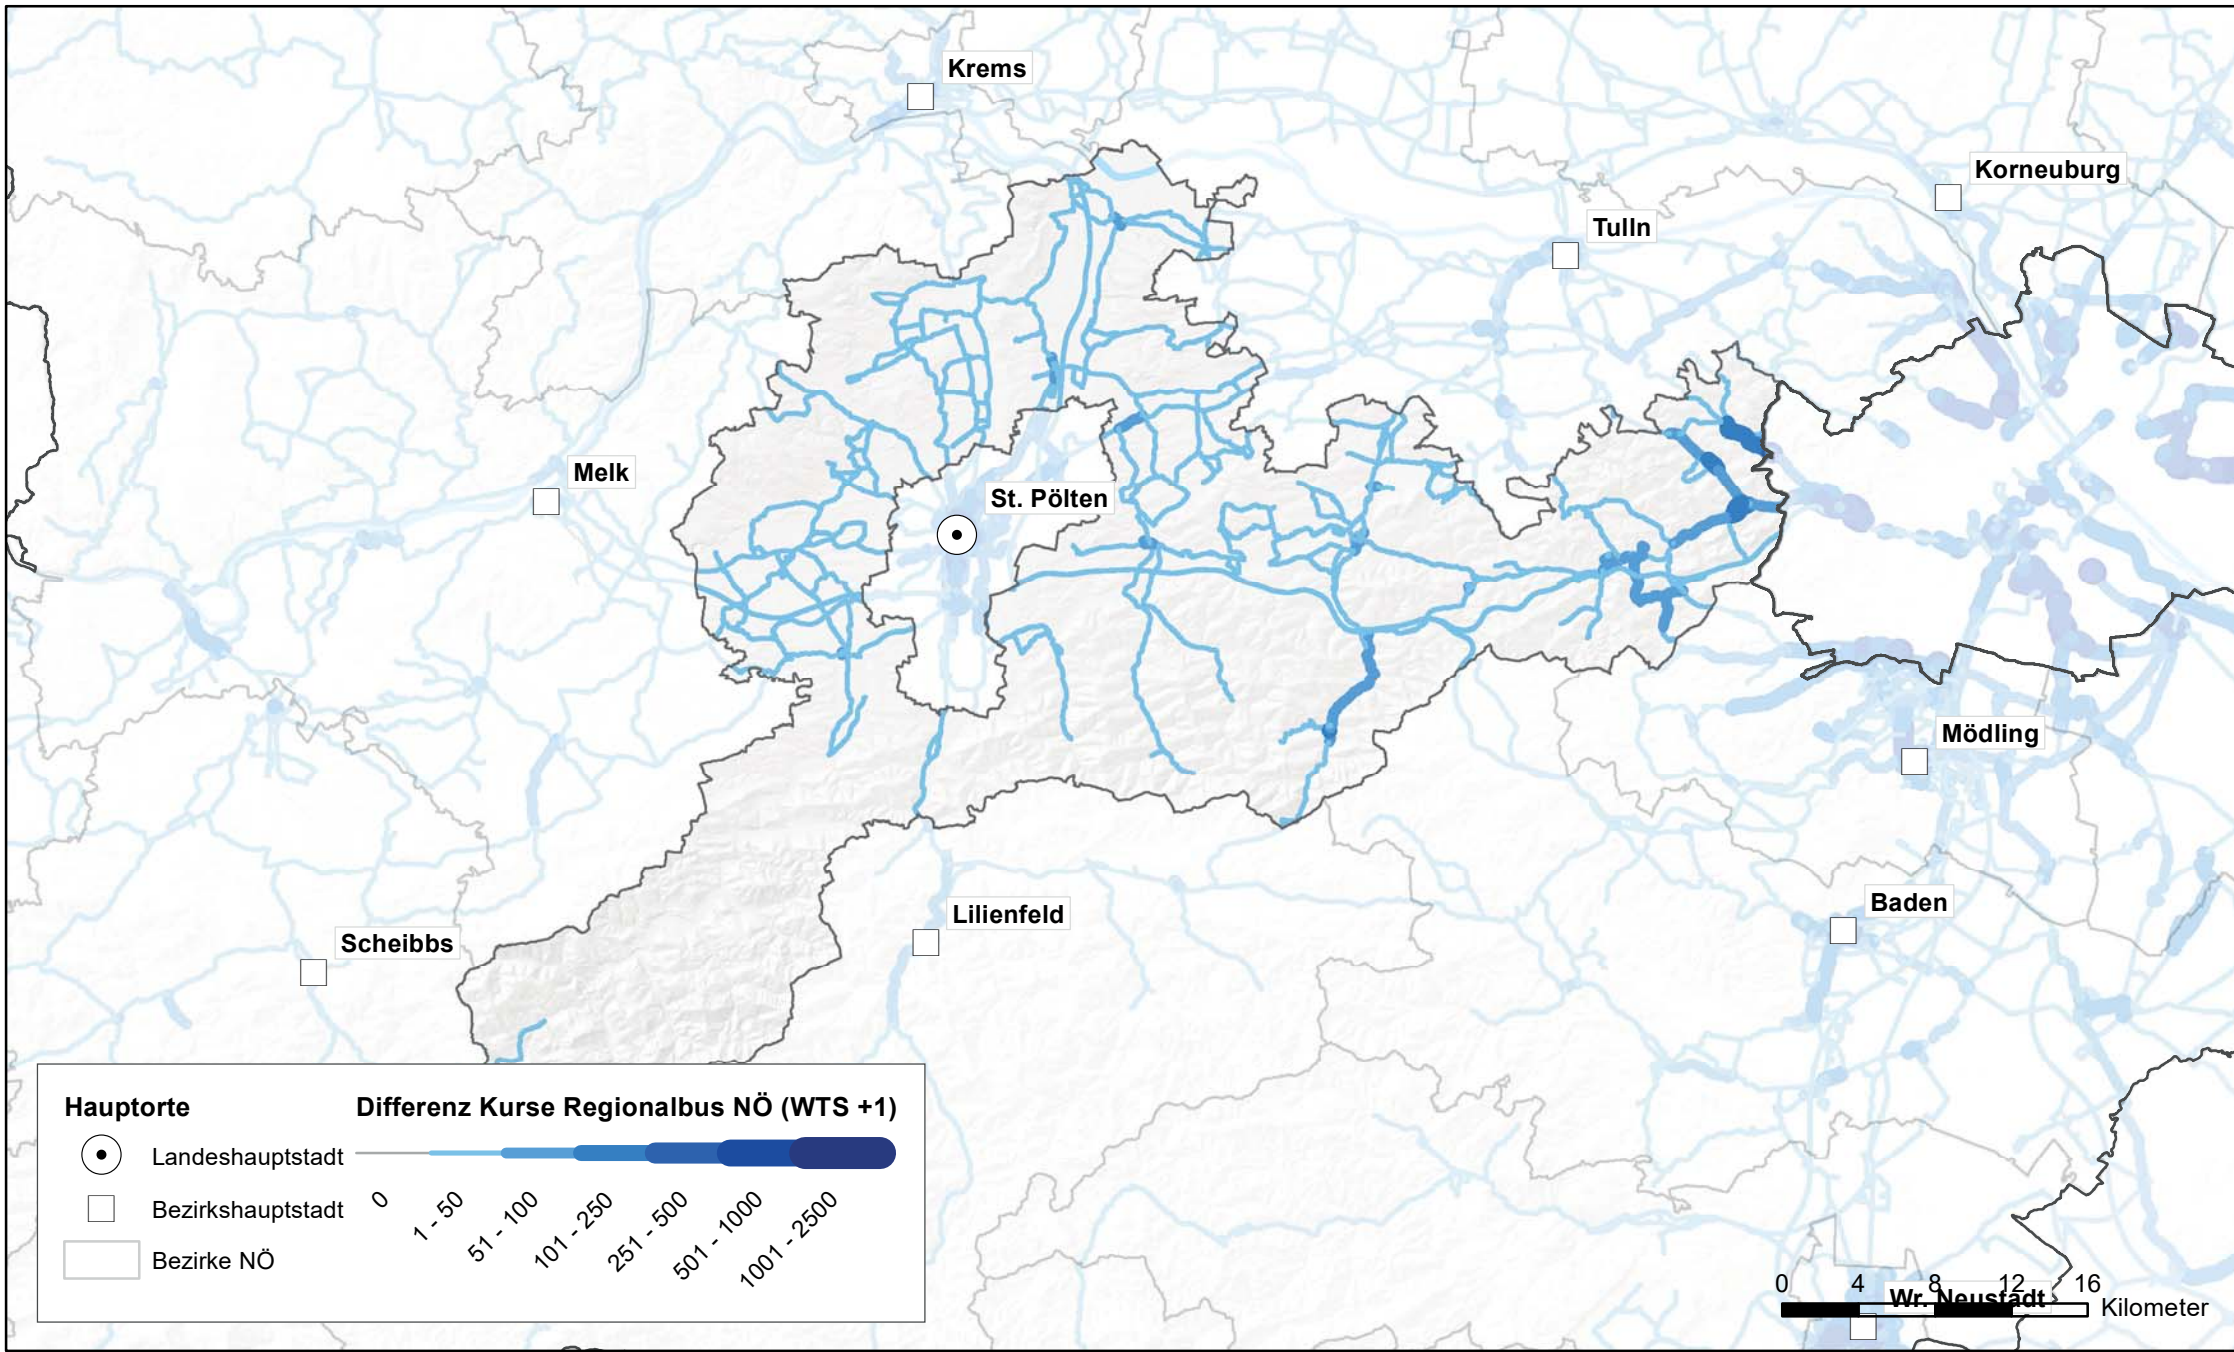 Krems
Korneuburg
Tulln
Melk
St. Pölten
Mödling
Baden
Lilienfeld
Scheibbs
Hauptorte
Landeshauptstadt
Bezirkshauptstadt
Bezirke NÖ
Differenz Kurse Regionalbus NÖ (WTS +1)
0
1 - 50
51 - 100
101 - 250
251 - 500
501 - 1000
1001 - 2500
0 4 8 12 16
Kilometer
Wr. Neustadt